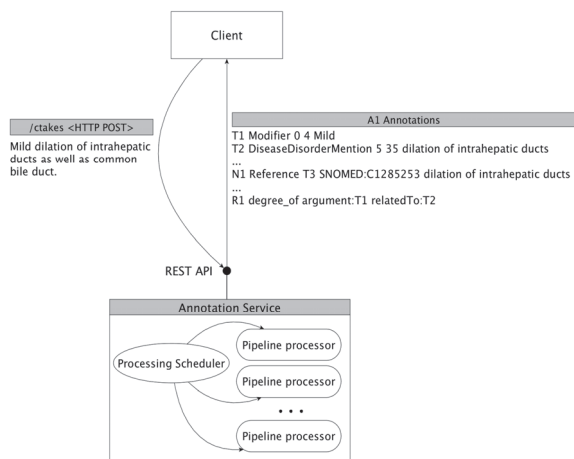 Client
/ctakes <HTTP POST>
Mild dilation of intrahepatic
ducts as well as common
bile duct.
A1 Annotations
T1 Modifier 0 4 Mild
T2 DiseaseDisorderMention 5 35 dilation of intrahepatic ducts
...
N1 Reference T3 SNOMED:C1285253 dilation of intrahepatic ducts
...
R1 degree_of argument:T1 relatedTo:T2
REST API
Annotation Service
Processing Scheduler
Pipeline processor
Pipeline processor
...
Pipeline processor